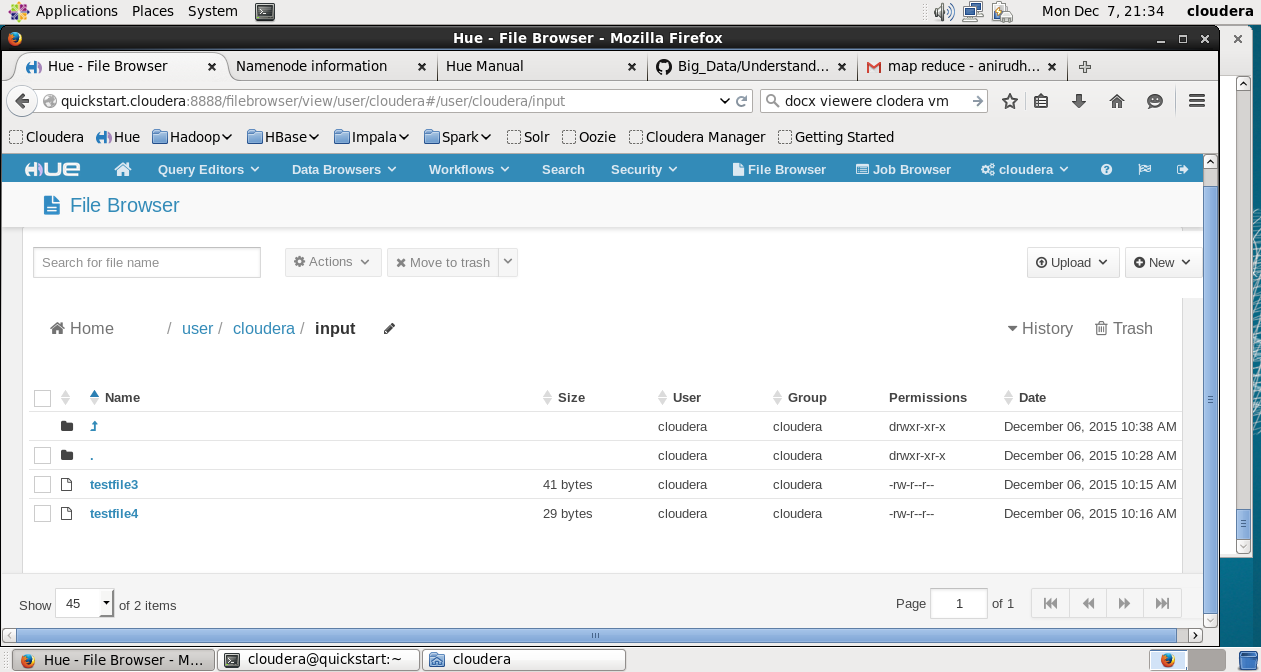 Applications Places System Mon Dec 7, 21:34 cloudera
Hue - File Browser - Mozilla Firefox
Hue - File Browser Namenode information Hue Manual Big_Data/Understand... map reduce - anirudh...
quickstart.cloudera:8888/filebrowser/view/user/cloudera#/user/cloudera/input docx viewere clodera vm
Cloudera Hue Hadoop HBase Impala Spark Solr Oozie Cloudera Manager Getting Started
HUE Query Editors Data Browsers Workflows Search Security File Browser Job Browser cloudera
File Browser
Search for file name Actions Move to trash Upload New
Home / user / cloudera / input History Trash
Name Size User Group Permissions Date
cloudera cloudera drwxr-xr-x December 06, 2015 10:38 AM
. cloudera cloudera drwxr-xr-x December 06, 2015 10:28 AM
testfile3 41 bytes cloudera cloudera -rw-r--r-- December 06, 2015 10:15 AM
testfile4 29 bytes cloudera cloudera -rw-r--r-- December 06, 2015 10:16 AM
Show 45 of 2 items Page 1 of 1
Hue - File Browser - M... cloudera@quickstart:~ cloudera